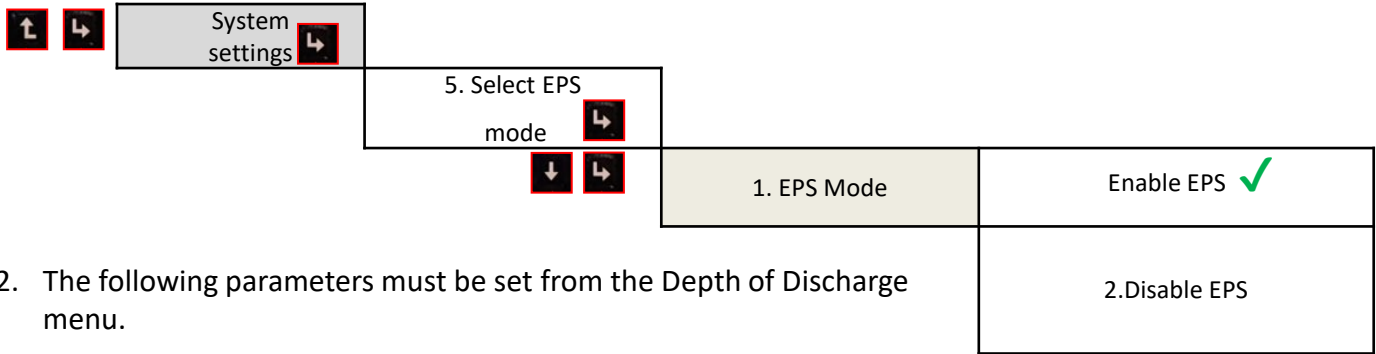 System
settings
5. Select EPS
mode
1. EPS Mode
Enable EPS
2. The following parameters must be set from the Depth of Discharge
menu.
2.Disable EPS